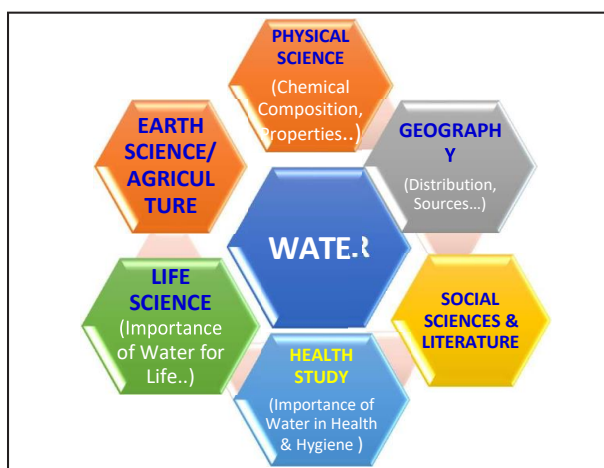 PHYSICAL
SCIENCE
(Chemical
Composition,
Properties..)
GEOGRAPH
Y
(Distribution,
Sources...)
EARTH
SCIENCE/
AGRICUL
TURE
WATER
LIFE
SCIENCE
(Importance
of Water for
Life..)
SOCIAL
SCIENCES &
LITERATURE
HEALTH
STUDY
(Importance of
Water in Health
& Hygiene )